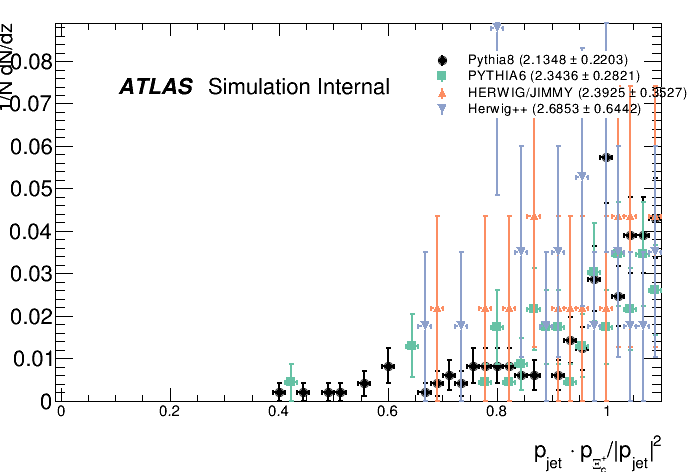 1/N dN/dz
ATLAS Simulation Internal
Pythia8 (2.1348 ± 0.2203)
PYTHIA6 (2.3436 ± 0.2821)
HERWIG/JIMMY (2.3925 ± 0.3527)
Herwig++ (2.6853 ± 0.6442)
0.08
0.07
0.06
0.05
0.04
0.03
0.02
0.01
0
0 0.2 0.4 0.6 0.8 1
p_jet · p_Ξc+/|p_jet|²